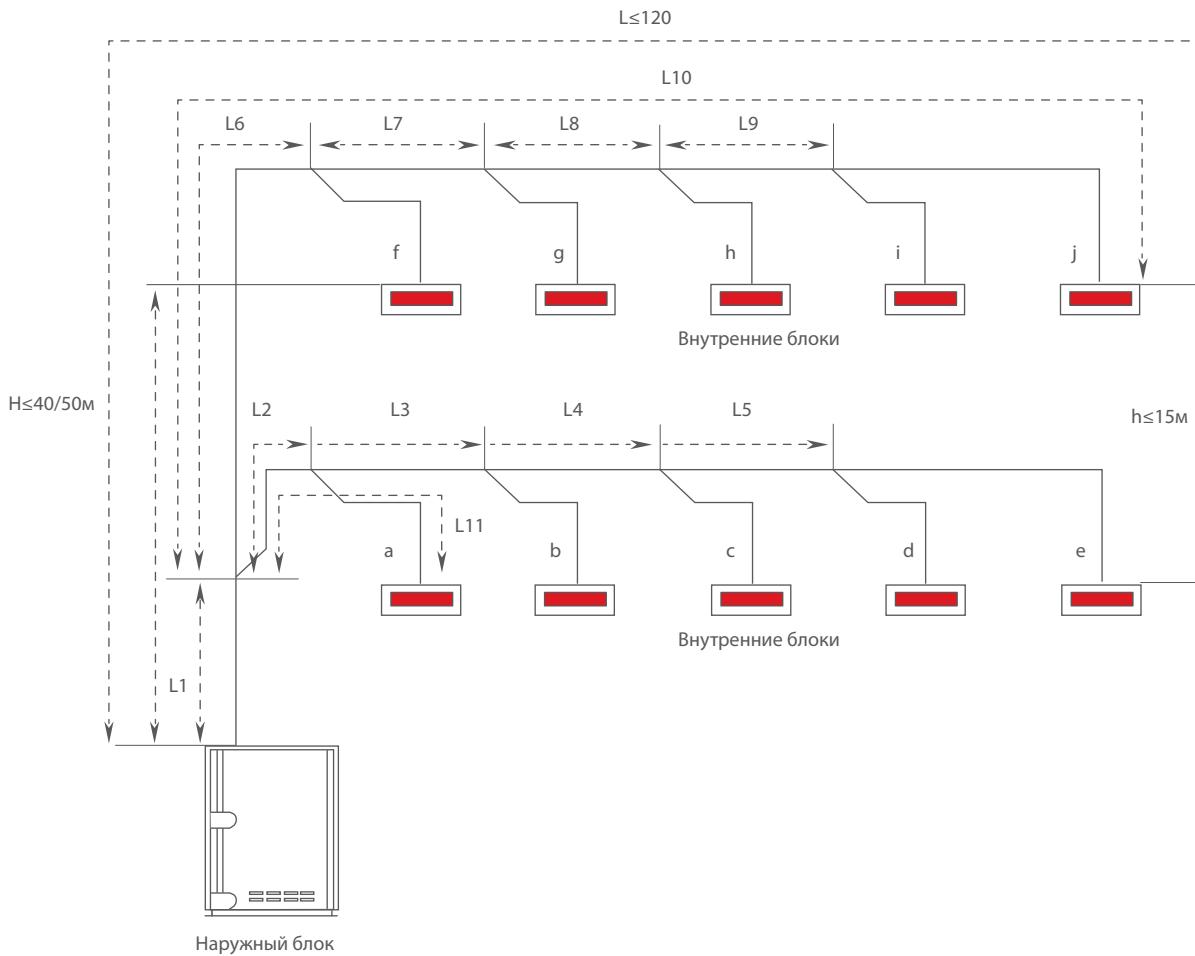 L≤120
L10
L6 L7 L8 L9
f g h i j
Внутренние блоки
H≤40/50м
h≤15м
L2 L3 L4 L5
L11
a b c d e
Внутренние блоки
L1
Наружный блок